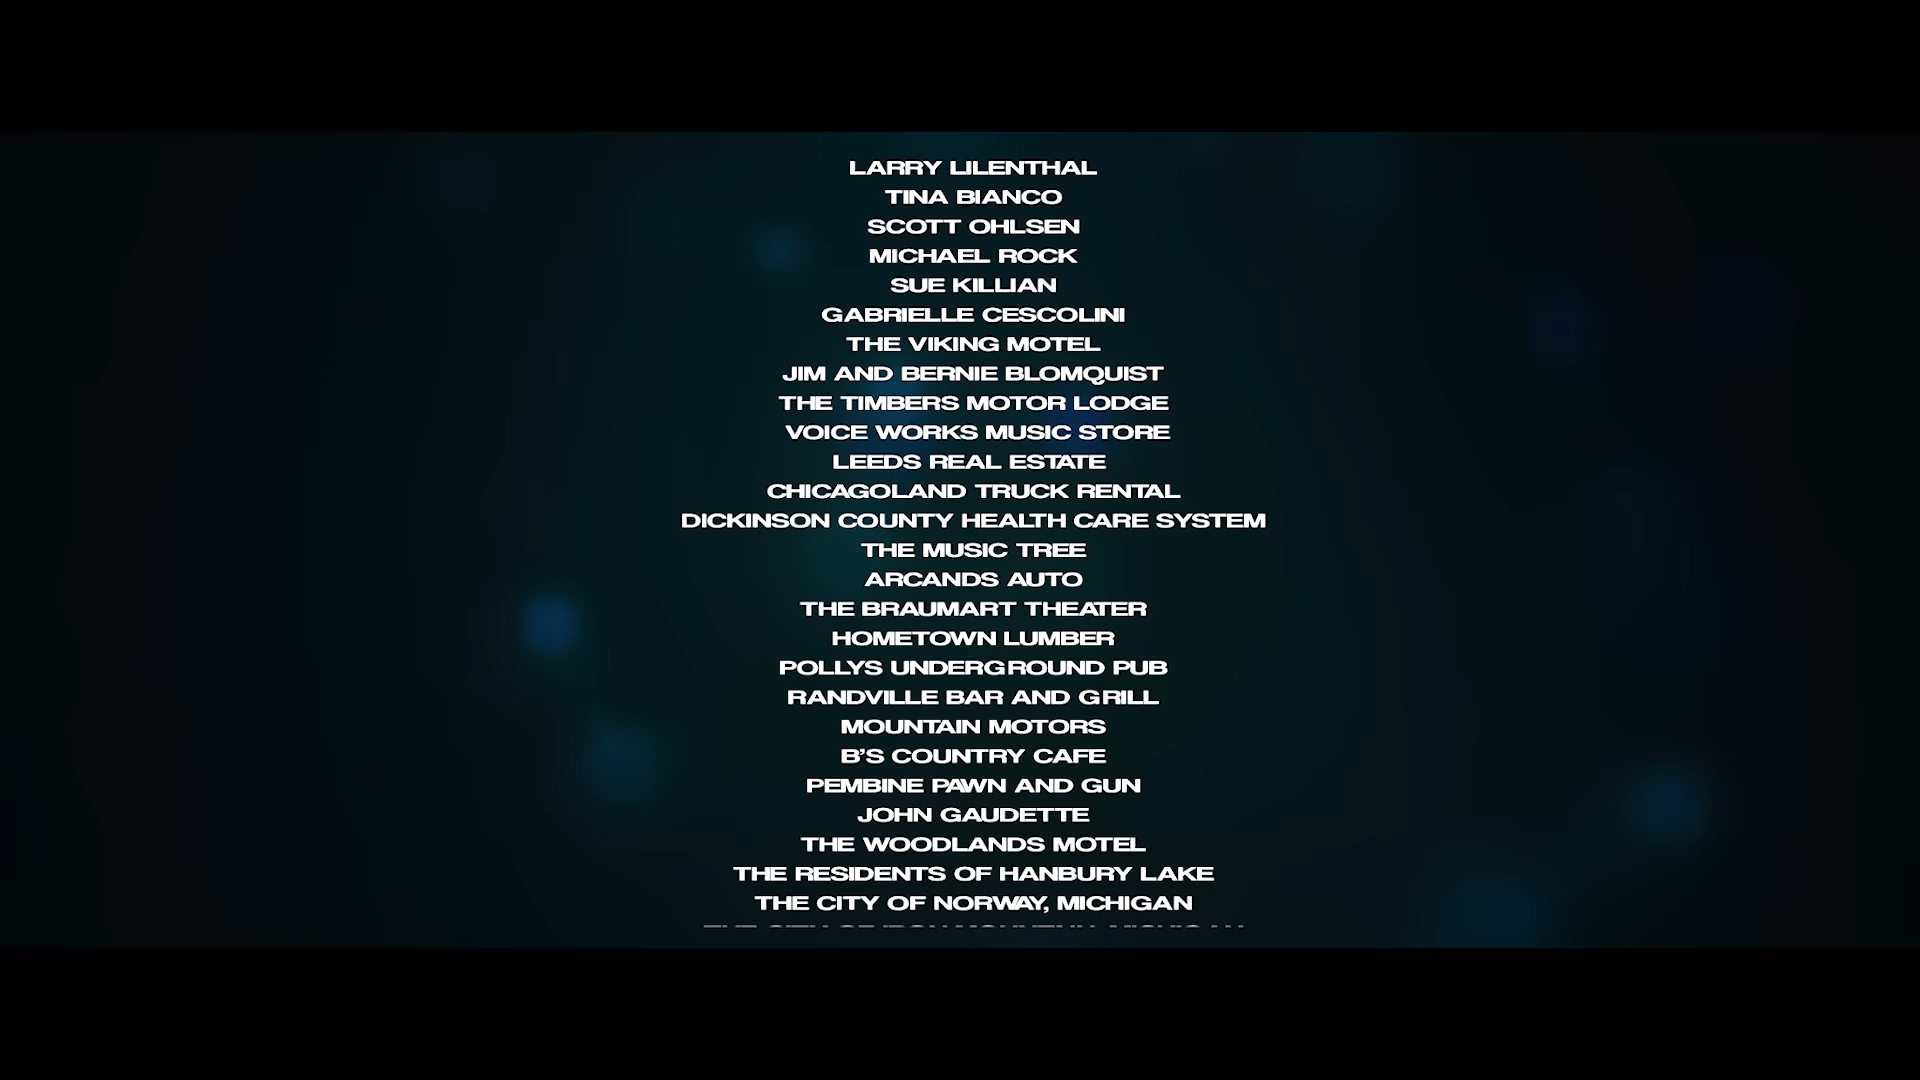 LARRY LILENTHAL
TINA BIANCO
SCOTT OHLSEN
MICHAEL ROCK
SUE KILLIAN
GABRIELLE CESCOLINI
THE VIKING MOTEL
JIM AND BERNIE BLOMQUIST
THE TIMBERS MOTOR LODGE
VOICE WORKS MUSIC STORE
LEEDS REAL ESTATE
CHICAGOLAND TRUCK RENTAL
DICKINSON COUNTY HEALTH CARE SYSTEM
THE MUSIC TREE
ARCANDS AUTO
THE BRAUMART THEATER
HOMETOWN LUMBER
POLLYS UNDERGROUND PUB
RANDVILLE BAR AND GRILL
MOUNTAIN MOTORS
B'S COUNTRY CAFE
PEMBINE PAWN AND GUN
JOHN GAUDETTE
THE WOODLANDS MOTEL
THE RESIDENTS OF HANBURY LAKE
THE CITY OF NORWAY, MICHIGAN